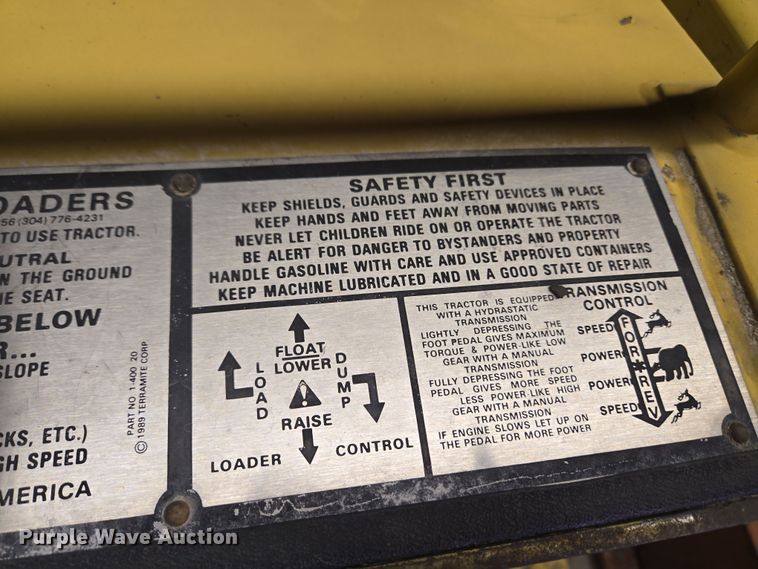 OADERS
56 (304) 776-4231
TO USE TRACTOR.
UTRAL
N THE GROUND
E SEAT.
BELOW
R...
SLOPE
CKS, ETC.)
GH SPEED
MERICA
PART NO 1-400 20
© 1989 TERRAMITE CORP
SAFETY FIRST
KEEP SHIELDS, GUARDS AND SAFETY DEVICES IN PLACE
KEEP HANDS AND FEET AWAY FROM MOVING PARTS
NEVER LET CHILDREN RIDE ON OR OPERATE THE TRACTOR
BE ALERT FOR DANGER TO BYSTANDERS AND PROPERTY
HANDLE GASOLINE WITH CARE AND USE APPROVED CONTAINERS
KEEP MACHINE LUBRICATED AND IN A GOOD STATE OF REPAIR
FLOAT
LOWER
LOAD
DUMP
RAISE
LOADER CONTROL
THIS TRACTOR IS EQUIPPED
WITH A HYDRASTATIC
TRANSMISSION
LIGHTLY DEPRESSING THE
FOOT PEDAL GIVES MAXIMUM
TORQUE & POWER-LIKE LOW
GEAR WITH A MANUAL
TRANSMISSION
FULLY DEPRESSING THE FOOT
PEDAL GIVES MORE SPEED
LESS POWER-LIKE HIGH
GEAR WITH A MANUAL
TRANSMISSION
IF ENGINE SLOWS LET UP ON
THE PEDAL FOR MORE POWER
TRANSMISSION
CONTROL
SPEED
POWER
POWER
SPEED
FOR
REV
Purple Wave Auction